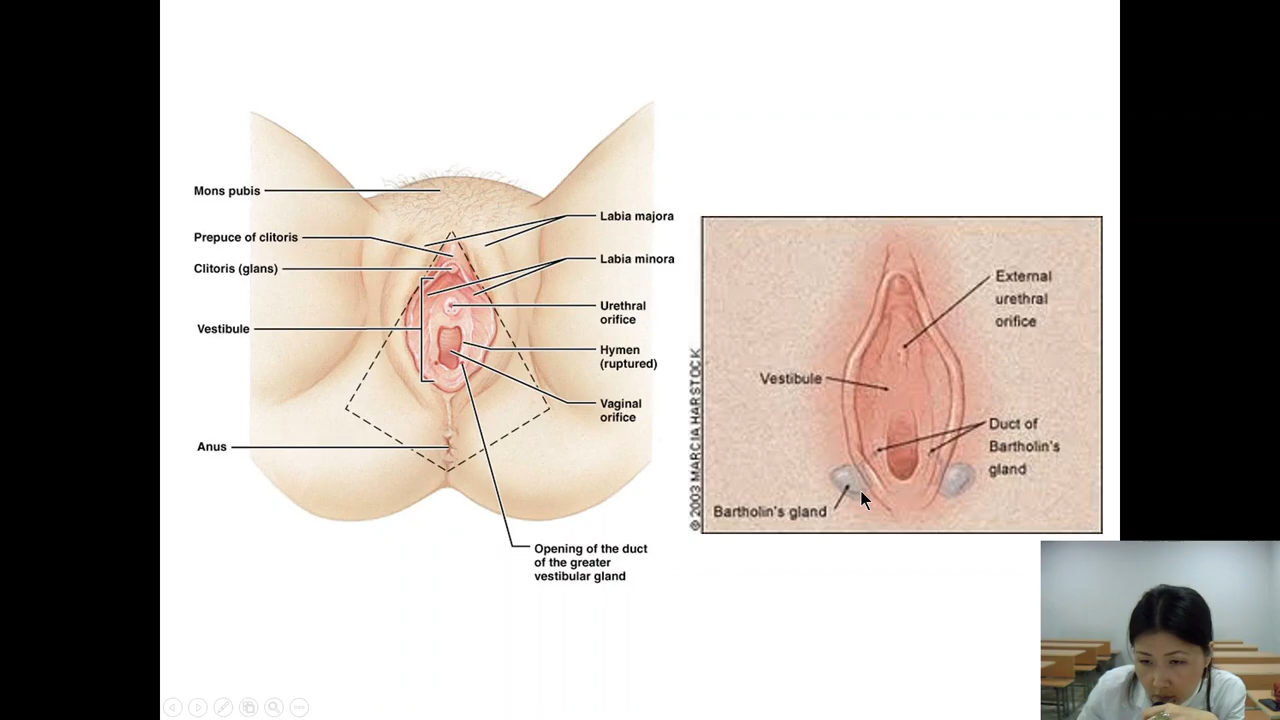 Mons pubis
Prepuce of clitoris
Clitoris (glans)
Vestibule
Anus
Labia majora
Labia minora
Urethral
orifice
Hymen
(ruptured)
Vaginal
orifice
Opening of the duct
of the greater
vestibular gland
© 2003 MARCIA HARTSTOCK
External
urethral
orifice
Vestibule
Duct of
Bartholin's
gland
Bartholin's gland